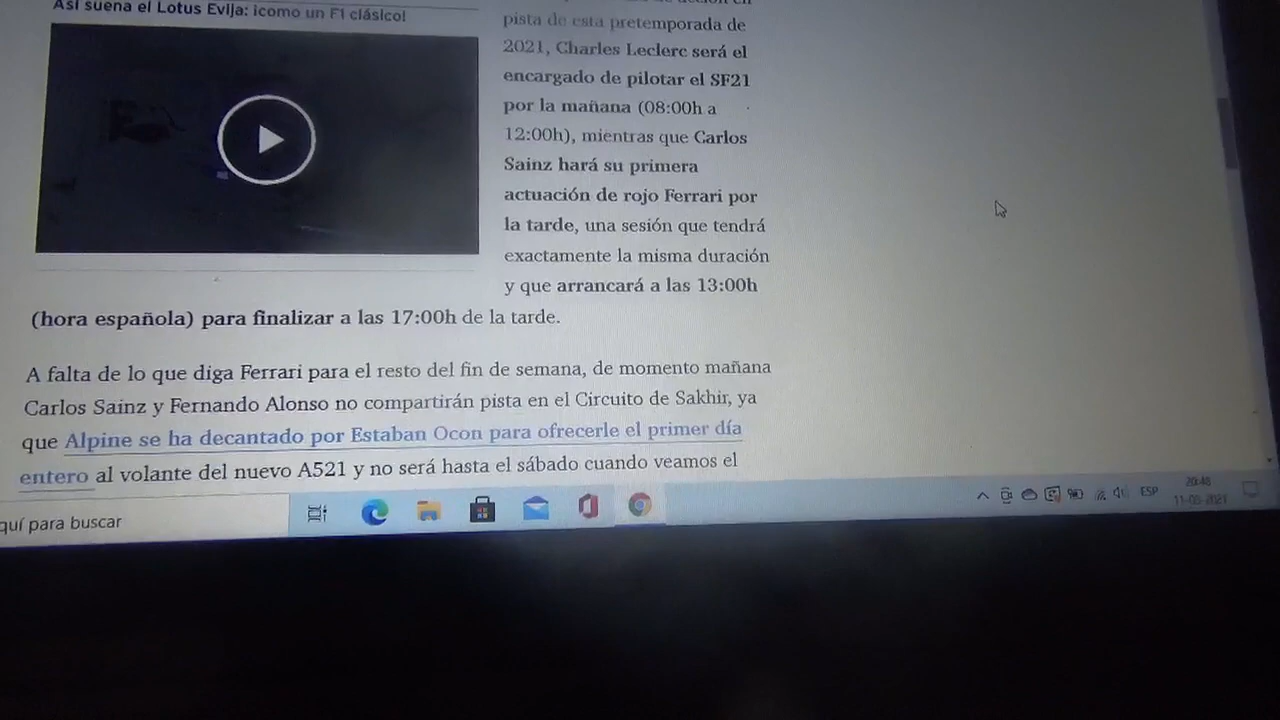 Así suena el Lotus Evija: ¡como un F1 clásico!
pista de esta pretemporada de
2021, Charles Leclerc será el
encargado de pilotar el SF21
por la mañana (08:00h a
12:00h), mientras que Carlos
Sainz hará su primera
actuación de rojo Ferrari por
la tarde, una sesión que tendrá
exactamente la misma duración
y que arrancará a las 13:00h
(hora española) para finalizar a las 17:00h de la tarde.
A falta de lo que diga Ferrari para el resto del fin de semana, de momento mañana
Carlos Sainz y Fernando Alonso no compartirán pista en el Circuito de Sakhir, ya
que Alpine se ha decantado por Estaban Ocon para ofrecerle el primer día
entero al volante del nuevo A521 y no será hasta el sábado cuando veamos el
quí para buscar
ESP